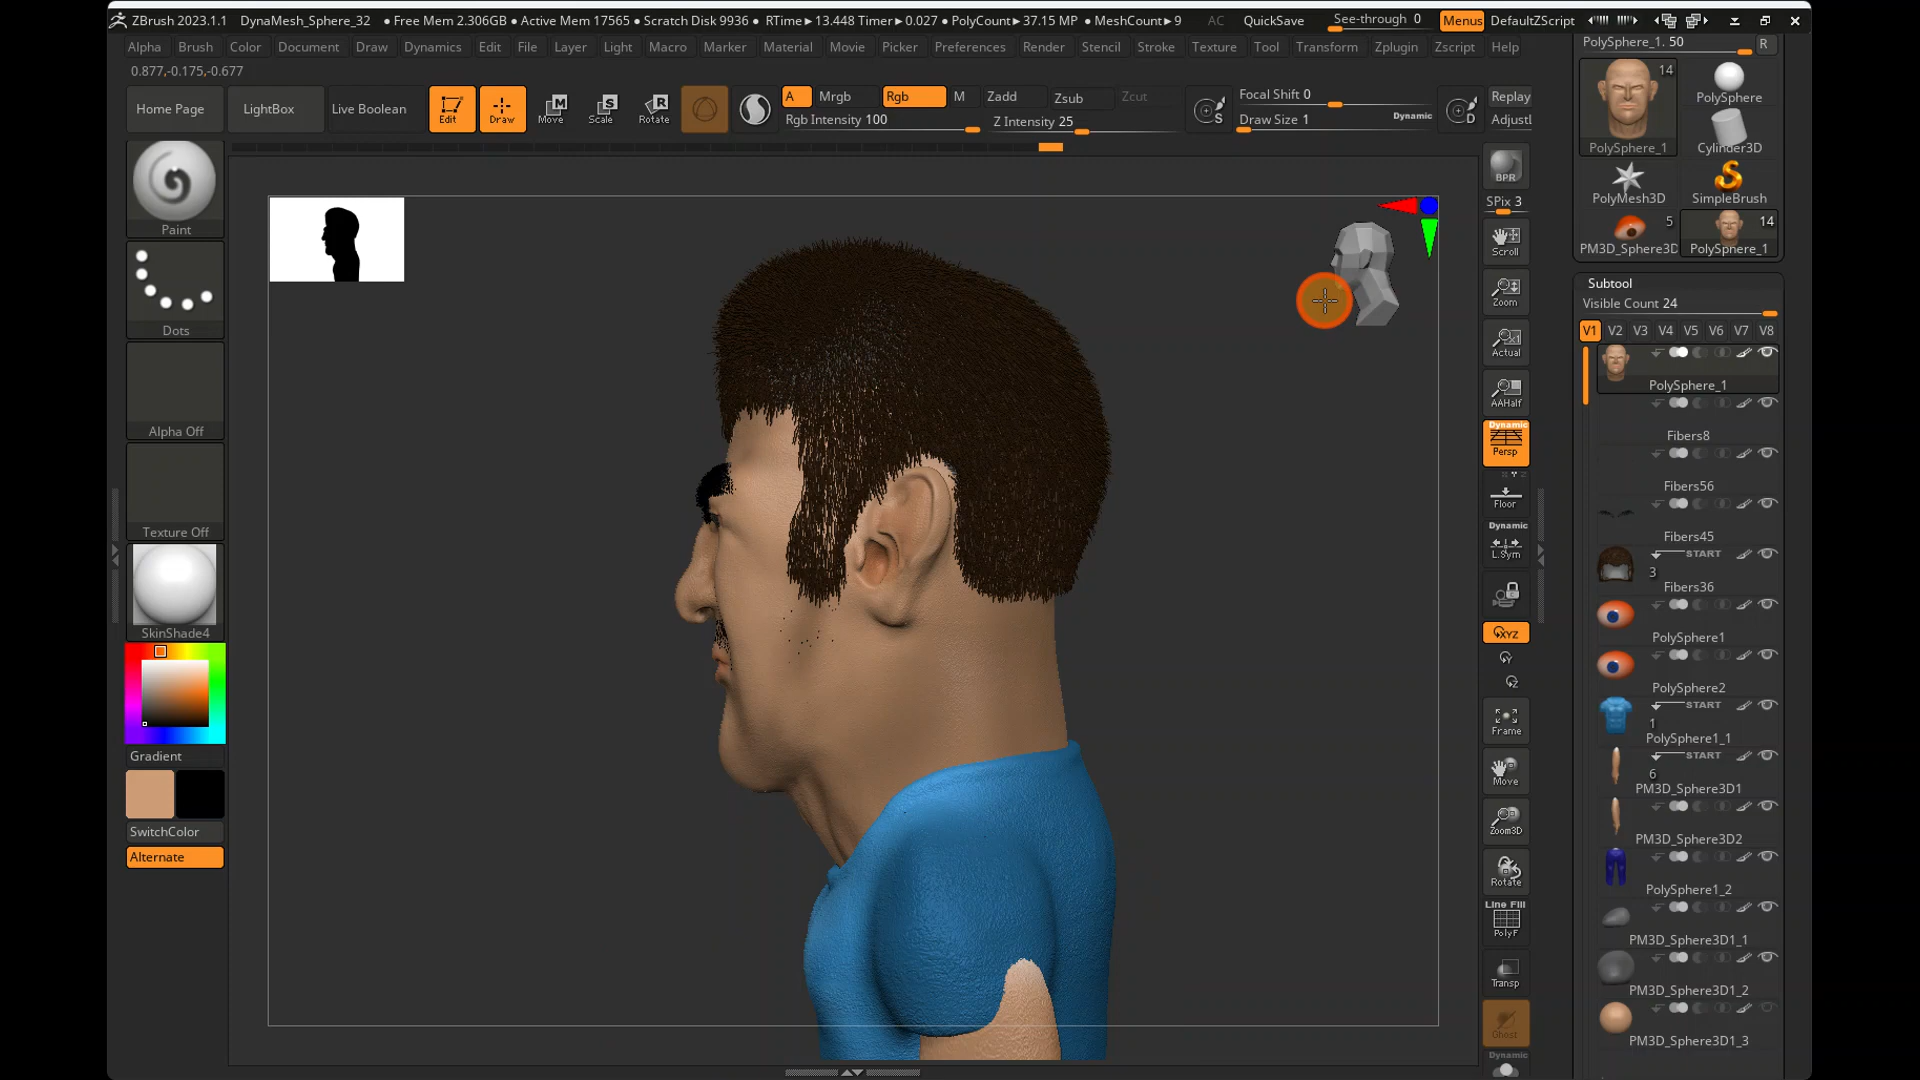 ZBrush 2023.1.1 DynaMesh_Sphere_32 ● Free Mem 2.306GB ● Active Mem 17565 ● Scratch Disk 9936 ● RTime►13.448 Timer►0.027 ● PolyCount►37.15 MP ● MeshCount►9 AC QuickSave See-through 0 Menus DefaultZScript
Alpha Brush Color Document Draw Dynamics Edit File Layer Light Macro Marker Material Movie Picker Preferences Render Stencil Stroke Texture Tool Transform Zplugin Zscript Help
0.877,-0.175,-0.677
Home Page LightBox Live Boolean Edit Draw Move Scale Rotate
M S R
A Mrgb Rgb M Zadd Zsub Zcut
Rgb Intensity 100 Z Intensity 25
Focal Shift 0
Draw Size 1 Dynamic
S D
Replay
Paint
Dots
Alpha Off
Texture Off
SkinShade4
Gradient
SwitchColor
Alternate
BPR
SPix 3
Scroll
Zoom
Actual
AAHalf
Dynamic
Persp
Floor
Dynamic
L.Sym
XYZ
Y
Z
Frame
Move
Zoom3D
Rotate
Line Fill
PolyF
Transp
Ghost
Dynamic
PolySphere_1. 50 R
14
PolySphere
PolySphere_1
Cylinder3D
PolyMesh3D
SimpleBrush
5
14
PolySphere_1
Subtool
Visible Count 24
V1 V2 V3 V4 V5 V6 V7 V8
PolySphere_1
Fibers8
Fibers56
Fibers45
START
3
Fibers36
PolySphere1
PolySphere2
START
1
PolySphere1_1
START
6
PM3D_Sphere3D1
PM3D_Sphere3D2
PolySphere1_2
PM3D_Sphere3D1_1
PM3D_Sphere3D1_2
PM3D_Sphere3D1_3